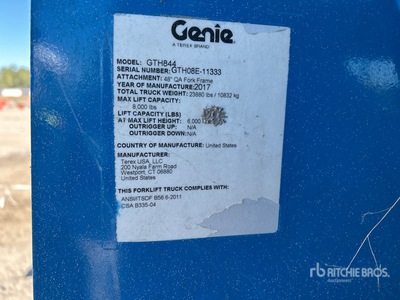 Genie
A TEREX BRAND
MODEL: GTH844
SERIAL NUMBER: GTH08E-11333
ATTACHMENT: 48" QA Fork Frame
YEAR OF MANUFACTURE: 2017
TOTAL TRUCK WEIGHT: 23880 lbs / 10832 kg
MAX LIFT CAPACITY:
8,000 lbs
LIFT CAPACITY (LBS)
AT MAX LIFT HEIGHT: 6,000
OUTRIGGER UP: N/A
OUTRIGGER DOWN: N/A
COUNTRY OF MANUFACTURE: United States
MANUFACTURER:
Terex USA, LLC
200 Nyala Farm Road
Westport, CT 06880
United States
THIS FORKLIFT TRUCK COMPLIES WITH:
ANSI/ITSDF B56.6-2011
CSA B335-04
rb RITCHIE BROS
Auctioneers